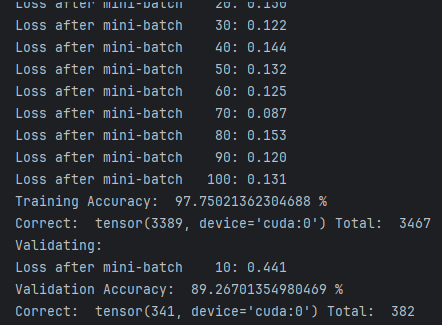 Loss after mini-batch    20: 0.130
Loss after mini-batch    30: 0.122
Loss after mini-batch    40: 0.144
Loss after mini-batch    50: 0.132
Loss after mini-batch    60: 0.125
Loss after mini-batch    70: 0.087
Loss after mini-batch    80: 0.153
Loss after mini-batch    90: 0.120
Loss after mini-batch   100: 0.131
Training Accuracy:  97.75021362304688 %
Correct:  tensor(3389, device='cuda:0') Total:  3467
Validating:
Loss after mini-batch    10: 0.441
Validation Accuracy:  89.26701354980469 %
Correct:  tensor(341, device='cuda:0') Total:  382